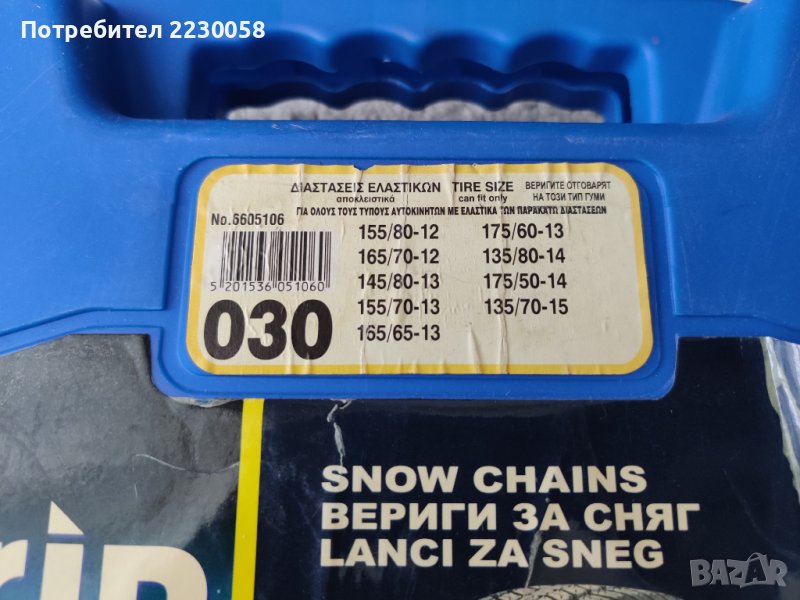 Потребител 2230058
ΔΙΑΣΤΑΣΕΙΣ ΕΛΑΣΤΙΚΩΝ TIRE SIZE ΒΕΡИГИТЕ ОТГОВАРЯТ
αποκλειστικά can fit only НА ТОЗИ ТИП ГУМИ
ΓΙΑ ΟΛΟΥΣ ΤΟΥΣ ΤΥΠΟΥΣ ΑΥΤΟΚΙΝΗΤΩΝ ΜΕ ΕΛΑΣΤΙΚΑ ΤΩΝ ΠΑΡΑΚΑΤΩ ΔΙΑΣΤΑΣΕΩΝ
No.6605106
5 201536 051060
030
155/80-12 175/60-13
165/70-12 135/80-14
145/80-13 175/50-14
155/70-13 135/70-15
165/65-13
SNOW CHAINS
ВЕРИГИ ЗА СНЯГ
LANCI ZA SNEG
BAZAR